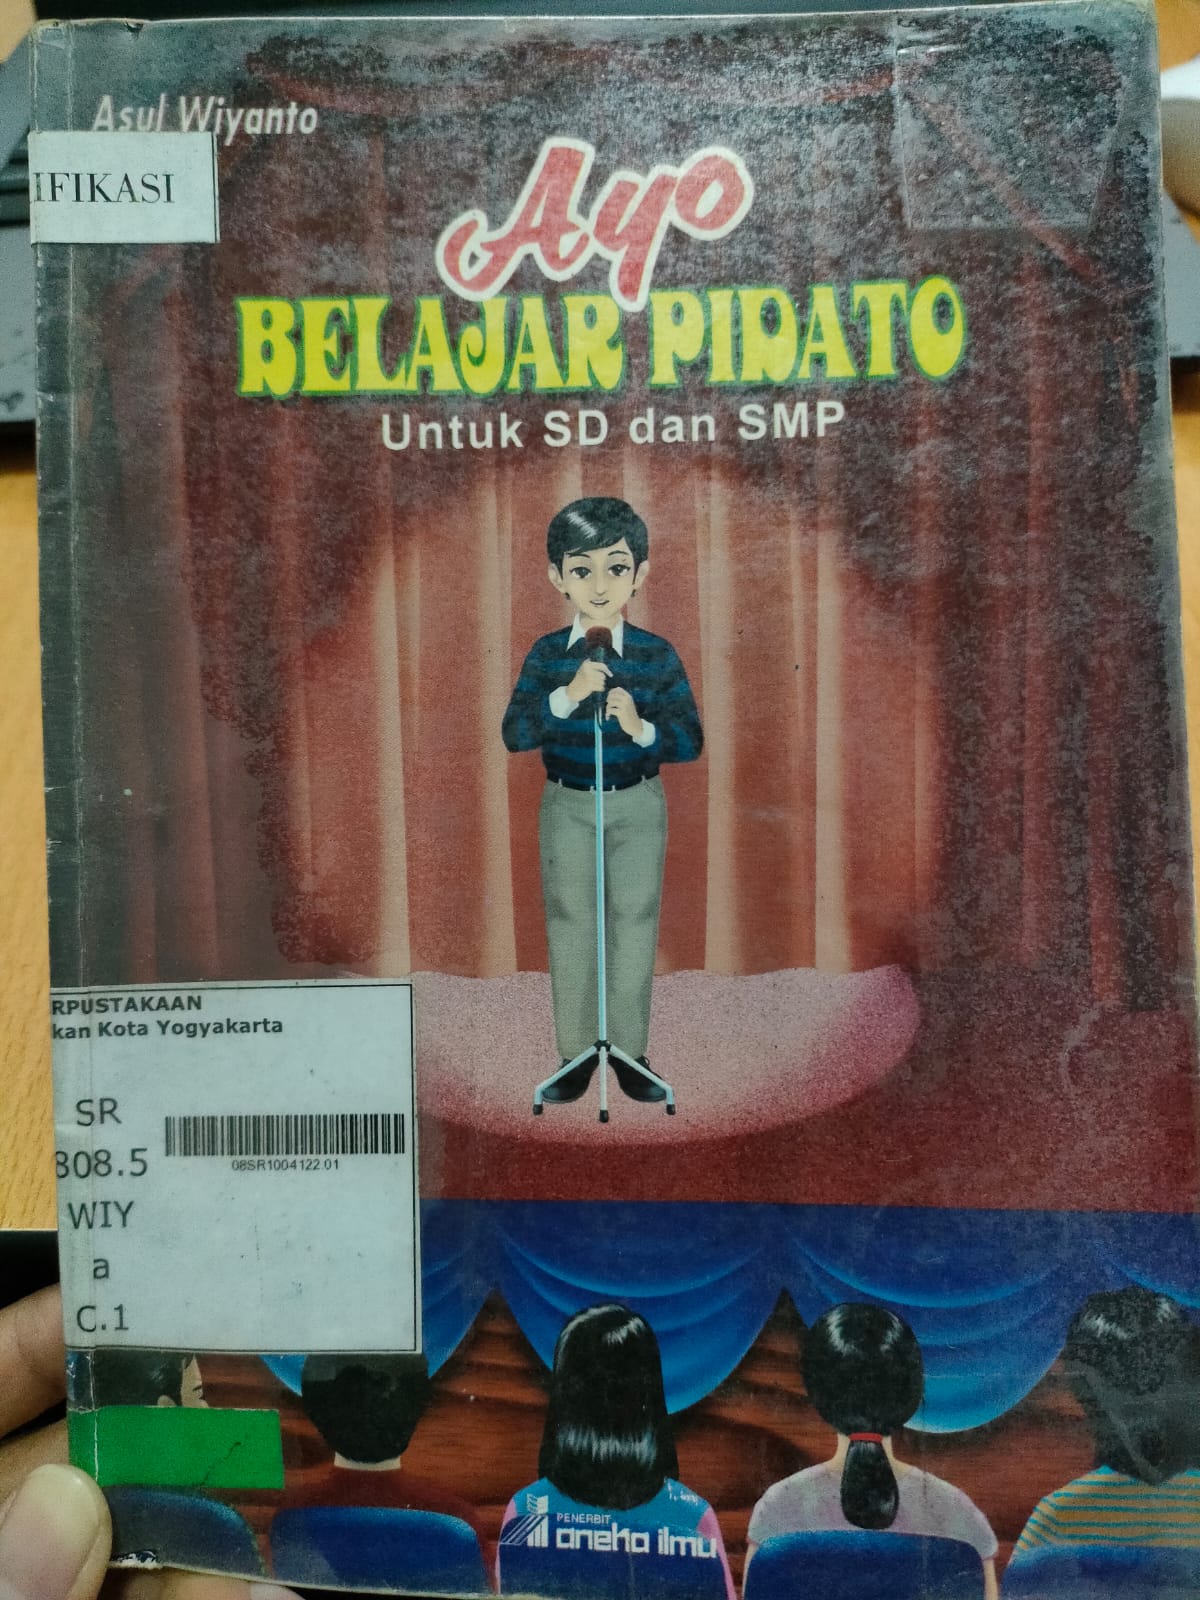 Asul Wiyanto
IFIKASI
Ayo
BELAJAR PIDATO
Untuk SD dan SMP
RPUSTAKAAN
kan Kota Yogyakarta
SR
808.5
WIY
a
C.1
08SR1004122.01
PENERBIT
aneka ilmu